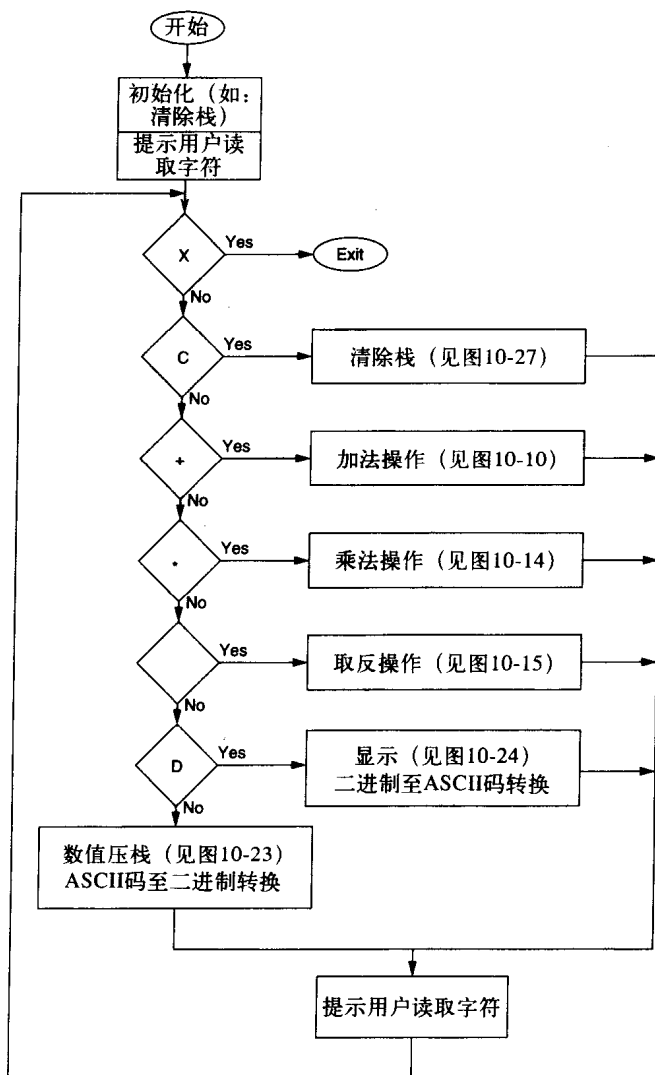 开始
初始化（如：
清除栈）
提示用户读
取字符
X
Yes
Exit
No
C
Yes
清除栈（见图10-27）
No
+
Yes
加法操作（见图10-10）
No
*
Yes
乘法操作（见图10-14）
No
Yes
取反操作（见图10-15）
No
D
Yes
显示（见图10-24）
二进制至ASCII码转换
No
数值压栈（见图10-23）
ASCII码至二进制转换
提示用户读取字符